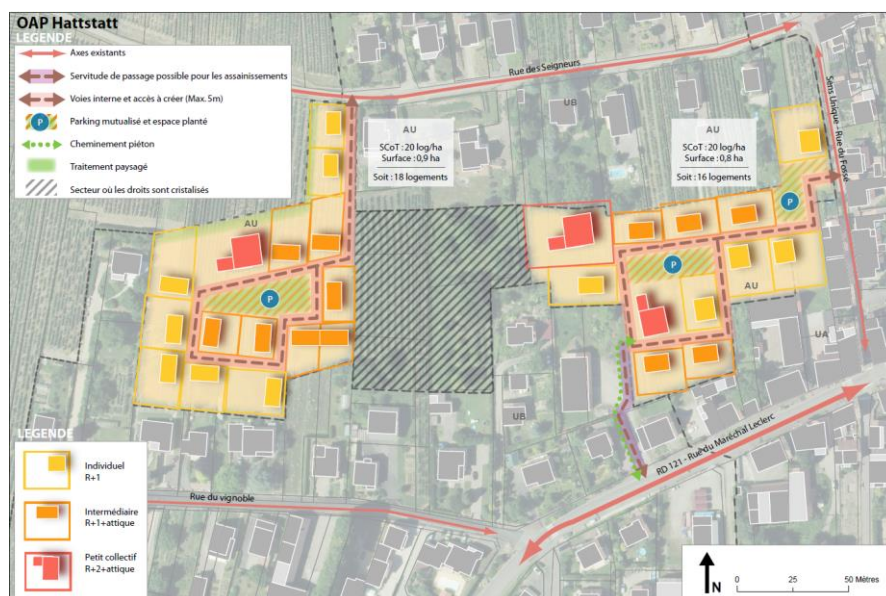 OAP Hattstatt
LEGENDE
Axes existants
Servitude de passage possible pour les assainissements
Voies interne et accès à créer (Max. 5m)
P
Parking mutualisé et espace planté
Cheminement piéton
Traitement paysagé
Secteur où les droits sont cristalisés
Rue des Seigneurs
Sens Unique - Rue du Fossé
UB
AU
SCoT : 20 log/ha
Surface : 0,9 ha
Soit : 18 logements
AU
SCoT : 20 log/ha
Surface : 0,8 ha
Soit : 16 logements
AU
P
P
P
AU
UA
UB
RD 121 - Rue du Maréchal Leclerc
Rue du vignoble
LEGENDE
Individuel
R+1
Intermédiaire
R+1+attique
Petit collectif
R+2+attique
N
0 25 50 Mètres